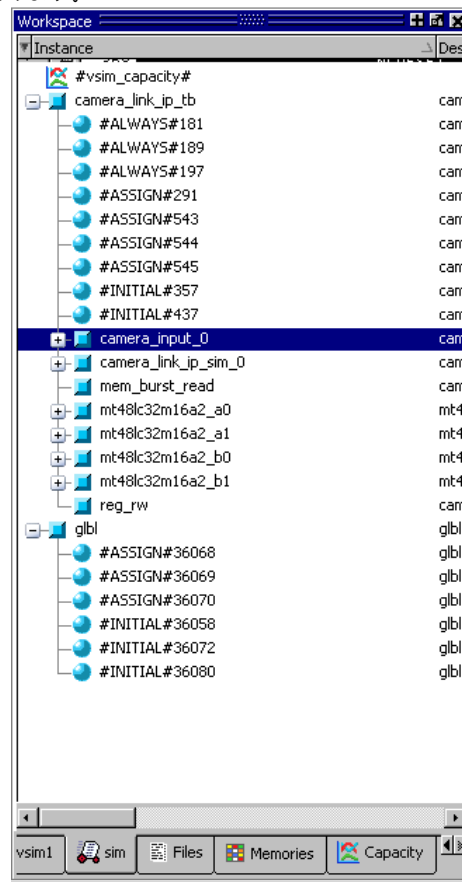 Workspace
Instance Des
#vsim_capacity#
camera_link_ip_tb cam
#ALWAYS#181 cam
#ALWAYS#189 cam
#ALWAYS#197 cam
#ASSIGN#291 cam
#ASSIGN#543 cam
#ASSIGN#544 cam
#ASSIGN#545 cam
#INITIAL#357 cam
#INITIAL#437 cam
camera_input_0 cam
camera_link_ip_sim_0 cam
mem_burst_read cam
mt48lc32m16a2_a0 mt4
mt48lc32m16a2_a1 mt4
mt48lc32m16a2_b0 mt4
mt48lc32m16a2_b1 mt4
reg_rw cam
glbl glbl
#ASSIGN#36068 glbl
#ASSIGN#36069 glbl
#ASSIGN#36070 glbl
#INITIAL#36058 glbl
#INITIAL#36072 glbl
#INITIAL#36080 glbl
vsim1 sim Files Memories Capacity